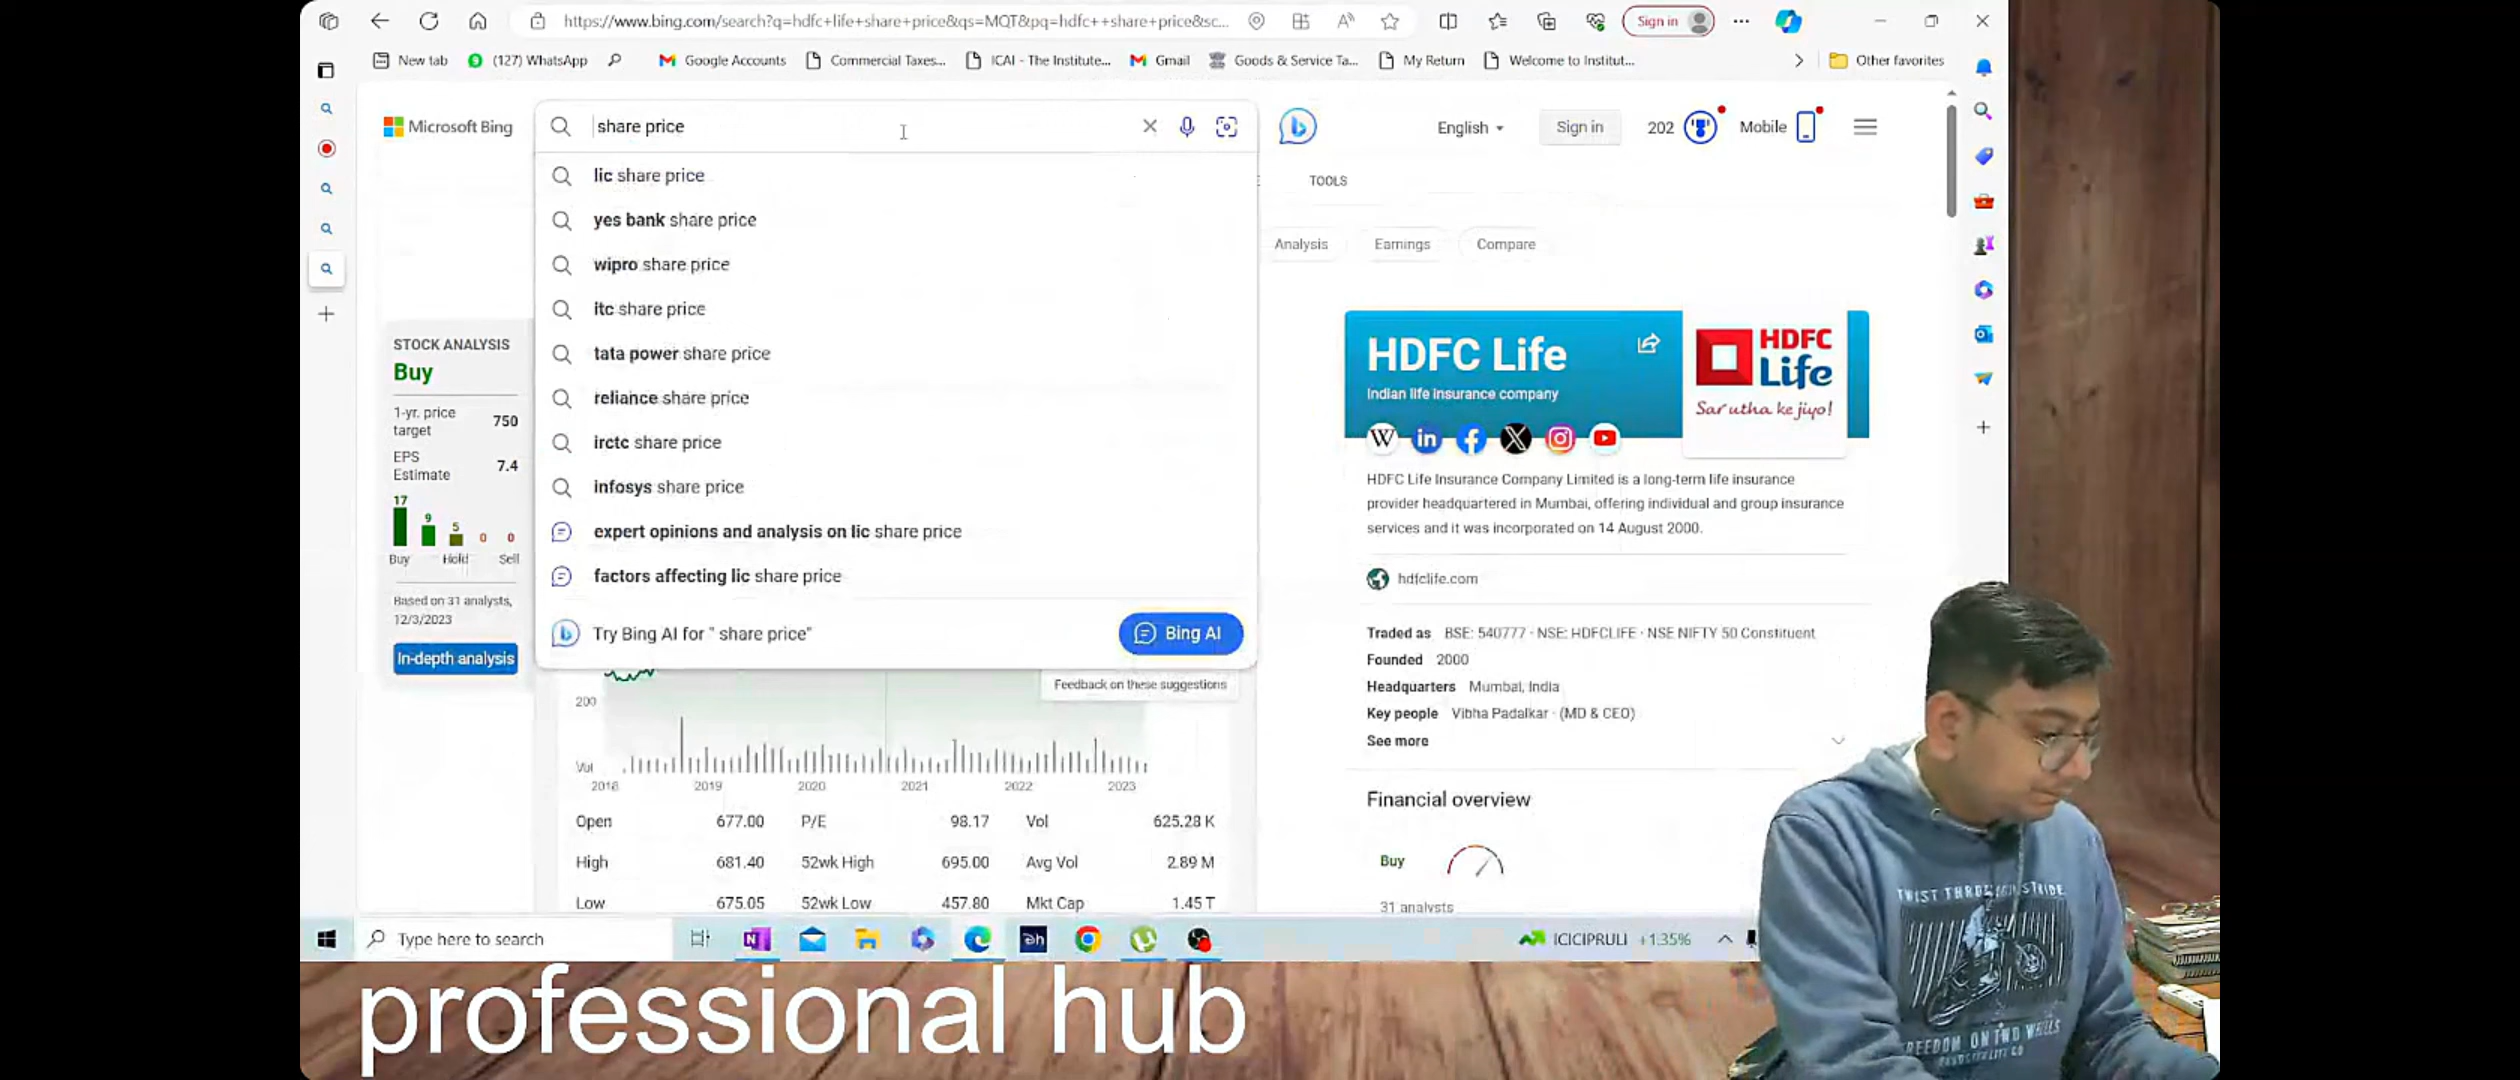 https://www.bing.com/search?q=hdfc+life+share+price&qs=MQT&pq=hdfc++share+price&sc...
Sign in
New tab
(127) WhatsApp
Google Accounts
Commercial Taxes...
ICAI - The Institute...
Gmail
Goods & Service Ta...
My Return
Welcome to Institut...
Other favorites
Microsoft Bing
share price
English
Sign in
202
Mobile
TOOLS
lic share price
yes bank share price
wipro share price
itc share price
tata power share price
reliance share price
irctc share price
infosys share price
expert opinions and analysis on lic share price
factors affecting lic share price
Try Bing AI for " share price"
Bing AI
Feedback on these suggestions
Analysis
Earnings
Compare
STOCK ANALYSIS
Buy
1-yr. price target 750
EPS Estimate 7.4
17 9 5 0 0
Buy Hold Sell
Based on 31 analysts,
12/3/2023
In-depth analysis
HDFC Life
Indian life insurance company
HDFC
Life
Sar utha ke jiyo!
HDFC Life Insurance Company Limited is a long-term life insurance
provider headquartered in Mumbai, offering individual and group insurance
services and it was incorporated on 14 August 2000.
hdfclife.com
Traded as BSE: 540777 · NSE: HDFCLIFE · NSE NIFTY 50 Constituent
Founded 2000
Headquarters Mumbai, India
Key people Vibha Padalkar · (MD & CEO)
See more
Financial overview
Buy
31 analysts
200
Vol
2018 2019 2020 2021 2022 2023
Open 677.00 P/E 98.17 Vol 625.28 K
High 681.40 52wk High 695.00 Avg Vol 2.89 M
Low 675.05 52wk Low 457.80 Mkt Cap 1.45 T
Type here to search
ICICIPRULI +1.35%
professional hub